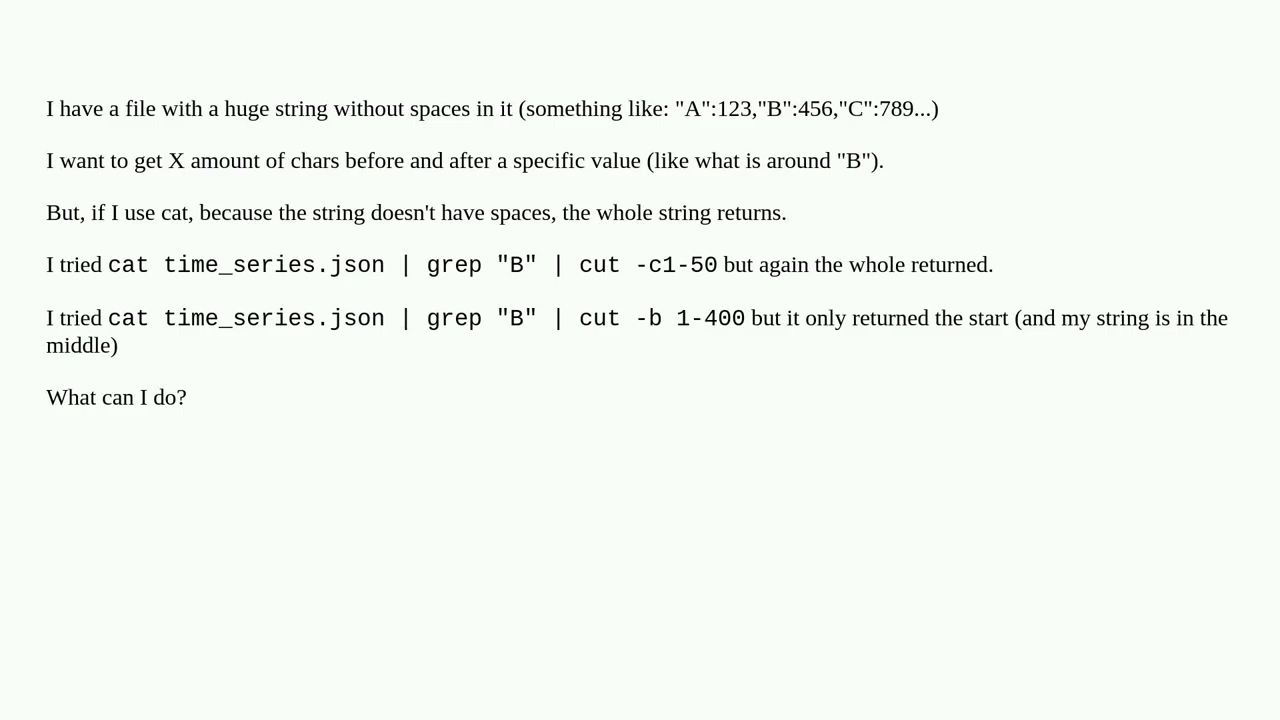 I have a file with a huge string without spaces in it (something like: "A":123,"B":456,"C":789...)
I want to get X amount of chars before and after a specific value (like what is around "B").
But, if I use cat, because the string doesn't have spaces, the whole string returns.
I tried cat time_series.json | grep "B" | cut -c1-50 but again the whole returned.
I tried cat time_series.json | grep "B" | cut -b 1-400 but it only returned the start (and my string is in the
middle)
What can I do?